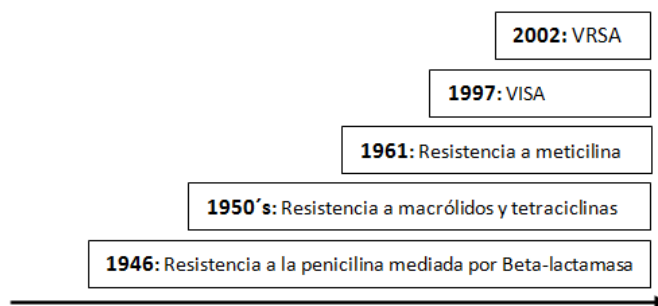 2002: VRSA
1997: VISA
1961: Resistencia a meticilina
1950´s: Resistencia a macrólidos y tetraciclinas
1946: Resistencia a la penicilina mediada por Beta-lactamasa